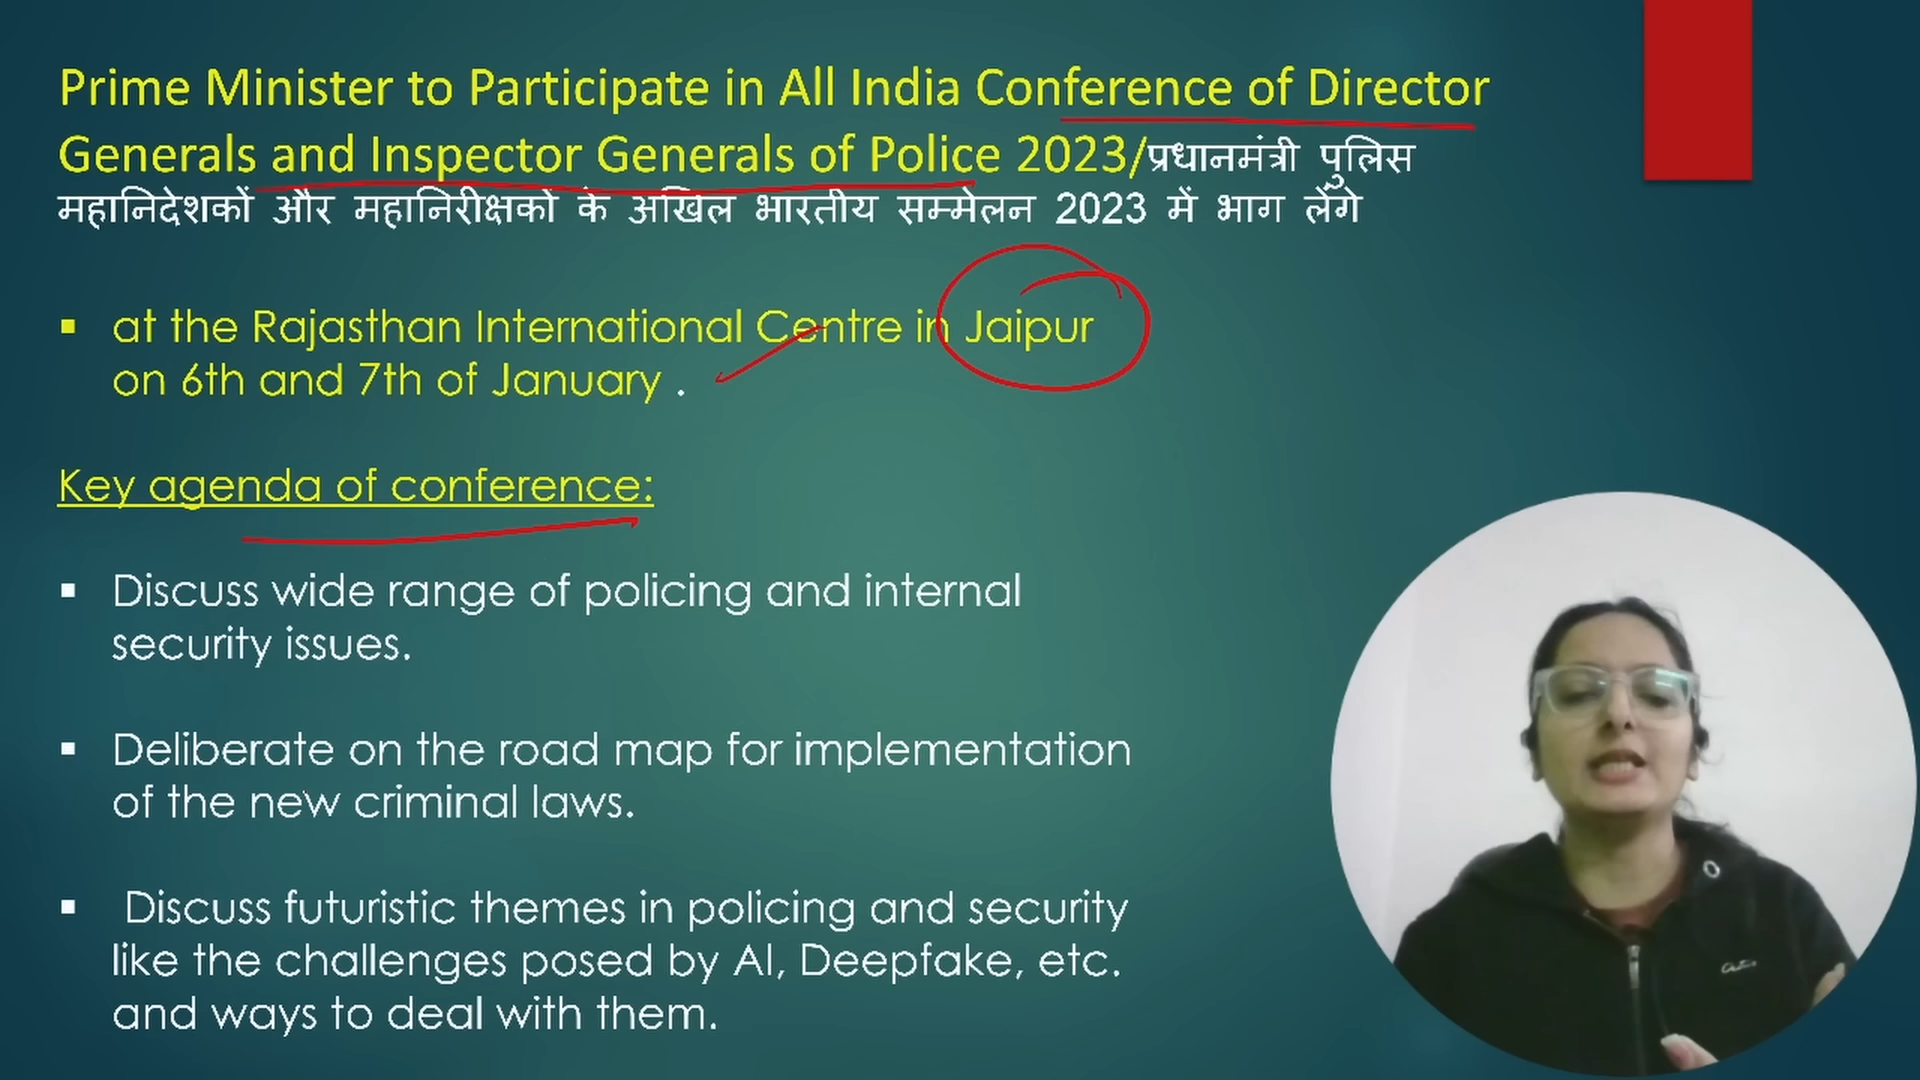 Prime Minister to Participate in All India Conference of Director
Generals and Inspector Generals of Police 2023/प्रधानमंत्री पुलिस
महानिदेशकों और महानिरीक्षकों के अखिल भारतीय सम्मेलन 2023 में भाग लेंगे
▪ at the Rajasthan International Centre in Jaipur
on 6th and 7th of January .
Key agenda of conference:
▪ Discuss wide range of policing and internal
security issues.
▪ Deliberate on the road map for implementation
of the new criminal laws.
▪ Discuss futuristic themes in policing and security
like the challenges posed by AI, Deepfake, etc.
and ways to deal with them.